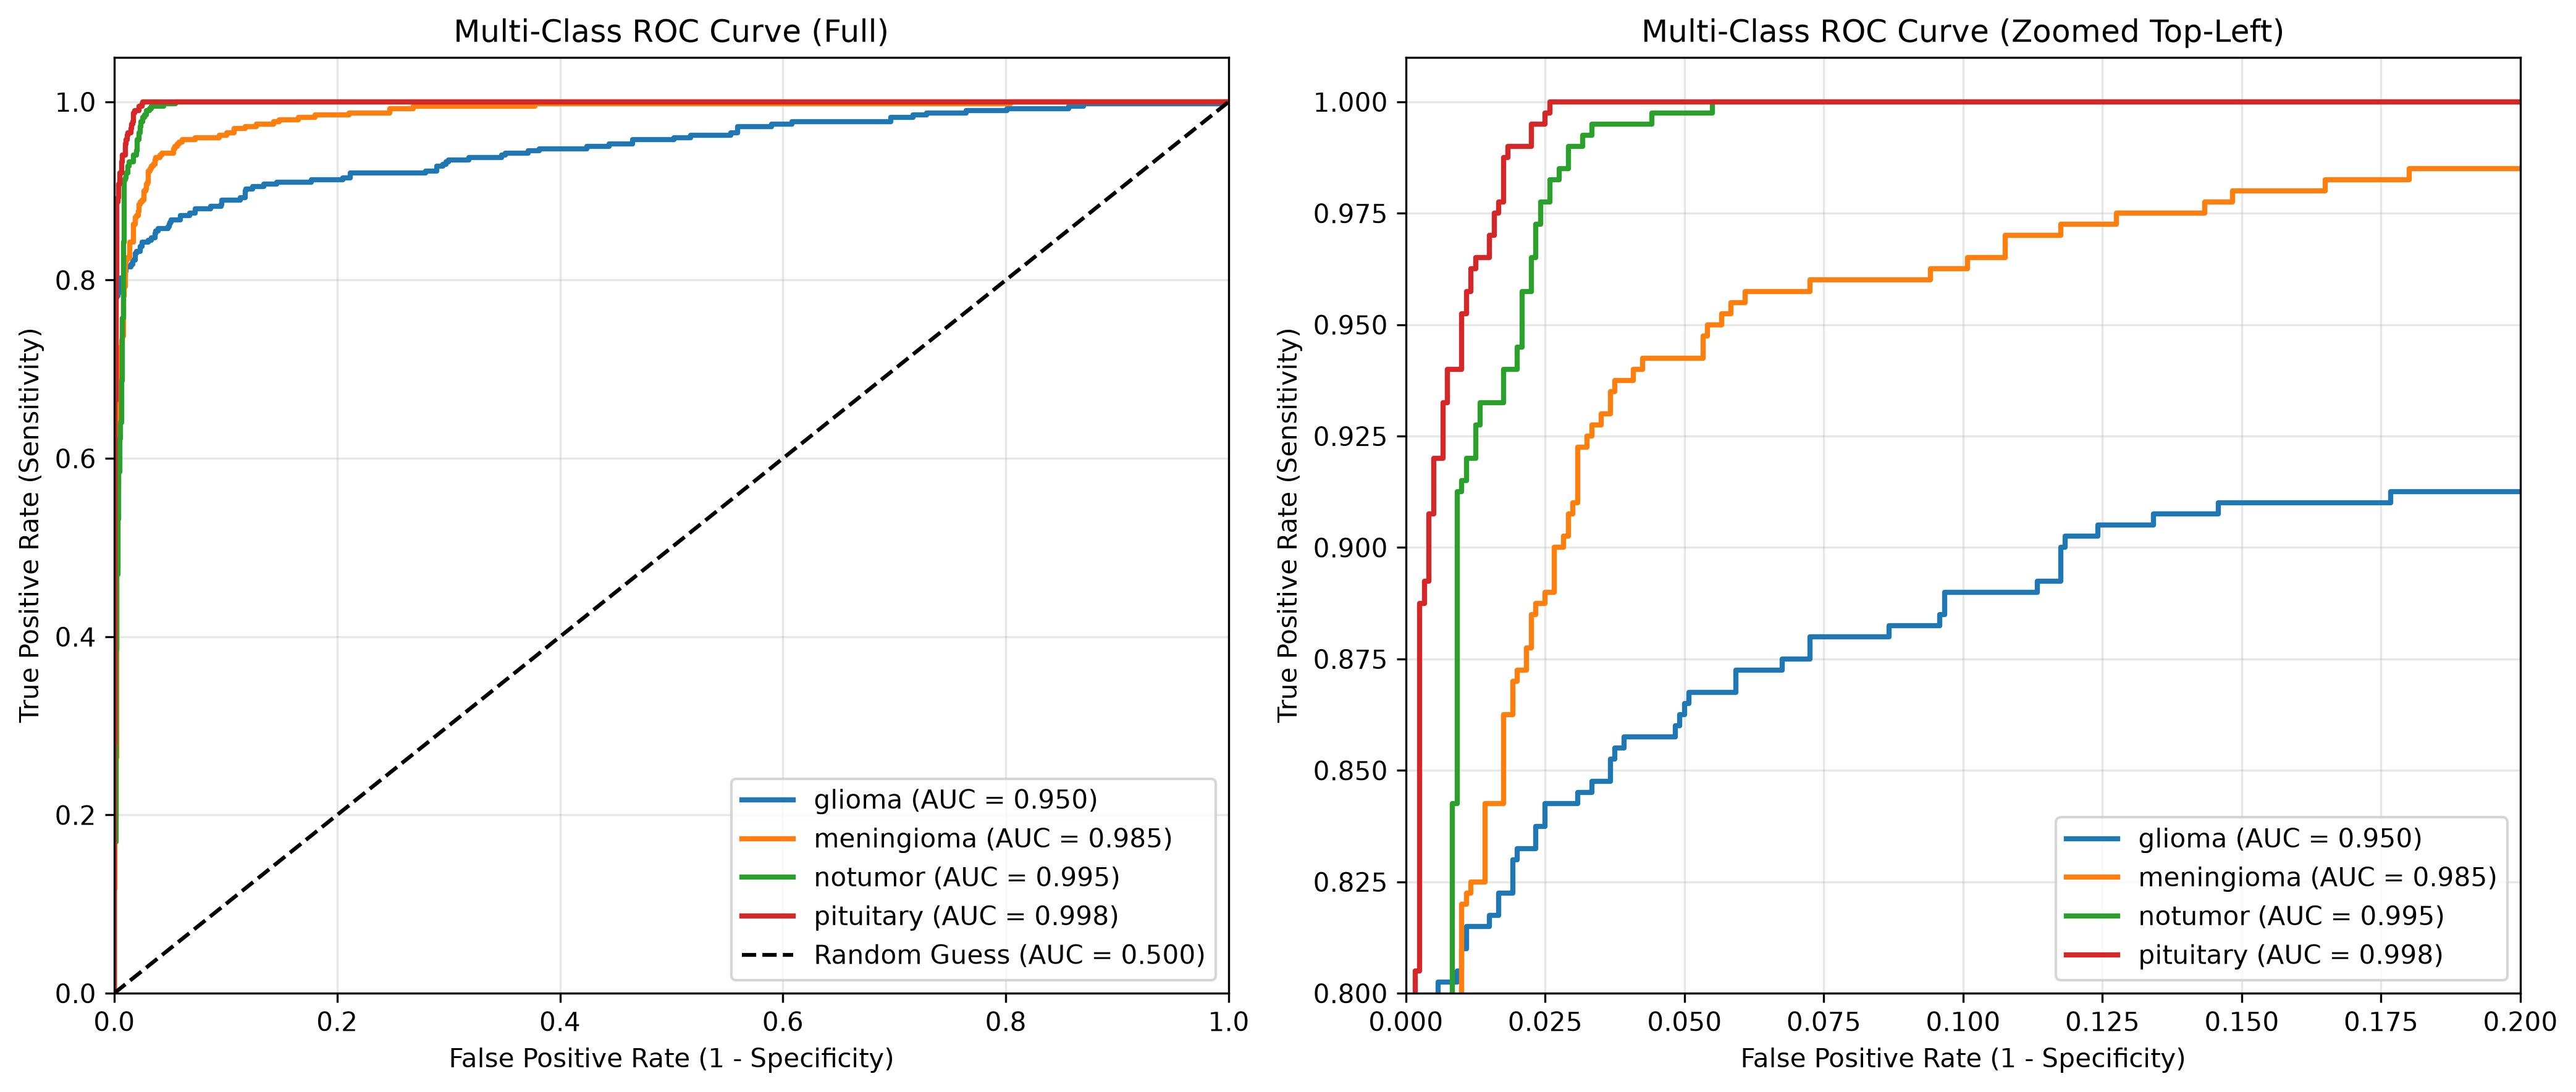 Multi-Class ROC Curve (Full)
True Positive Rate (Sensitivity)
1.0
0.8
0.6
0.4
0.2
0.0
0.0 0.2 0.4 0.6 0.8 1.0
False Positive Rate (1 - Specificity)
glioma (AUC = 0.950)
meningioma (AUC = 0.985)
notumor (AUC = 0.995)
pituitary (AUC = 0.998)
Random Guess (AUC = 0.500)
Multi-Class ROC Curve (Zoomed Top-Left)
True Positive Rate (Sensitivity)
1.000
0.975
0.950
0.925
0.900
0.875
0.850
0.825
0.800
0.000 0.025 0.050 0.075 0.100 0.125 0.150 0.175 0.200
False Positive Rate (1 - Specificity)
glioma (AUC = 0.950)
meningioma (AUC = 0.985)
notumor (AUC = 0.995)
pituitary (AUC = 0.998)